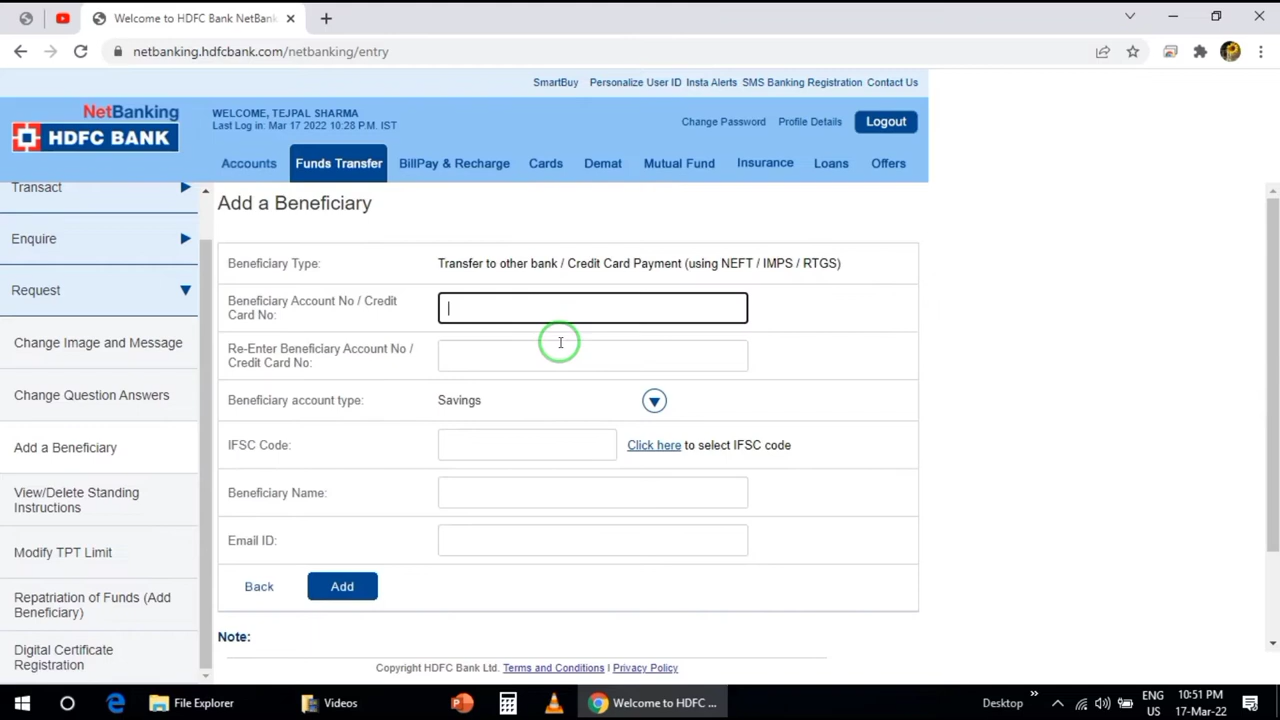 Welcome to HDFC Bank NetBank
netbanking.hdfcbank.com/netbanking/entry
SmartBuy Personalize User ID Insta Alerts SMS Banking Registration Contact Us
NetBanking
HDFC BANK
WELCOME, TEJPAL SHARMA
Last Log in: Mar 17 2022 10:28 P.M. IST
Change Password Profile Details Logout
Accounts Funds Transfer BillPay & Recharge Cards Demat Mutual Fund Insurance Loans Offers
Transact
Enquire
Request
Change Image and Message
Change Question Answers
Add a Beneficiary
View/Delete Standing
Instructions
Modify TPT Limit
Repatriation of Funds (Add
Beneficiary)
Digital Certificate
Registration
Add a Beneficiary
Beneficiary Type: Transfer to other bank / Credit Card Payment (using NEFT / IMPS / RTGS)
Beneficiary Account No / Credit
Card No:
Re-Enter Beneficiary Account No /
Credit Card No:
Beneficiary account type: Savings
IFSC Code: Click here to select IFSC code
Beneficiary Name:
Email ID:
Back Add
Note:
Copyright HDFC Bank Ltd. Terms and Conditions I Privacy Policy
File Explorer Videos Welcome to HDFC ... Desktop
ENG
US
10:51 PM
17-Mar-22